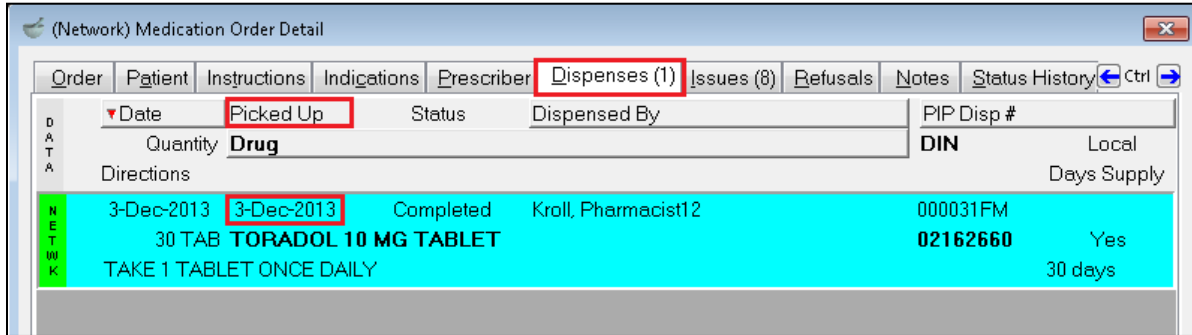 (Network) Medication Order Detail
Order Patient Instructions Indications Prescriber Dispenses (1) Issues (8) Refusals Notes Status History Ctrl
DATA
Date Picked Up Status Dispensed By PIP Disp #
Quantity Drug DIN Local
Directions Days Supply
NETWK
3-Dec-2013 3-Dec-2013 Completed Kroll, Pharmacist12 000031FM
30 TAB TORADOL 10 MG TABLET 02162660 Yes
TAKE 1 TABLET ONCE DAILY 30 days